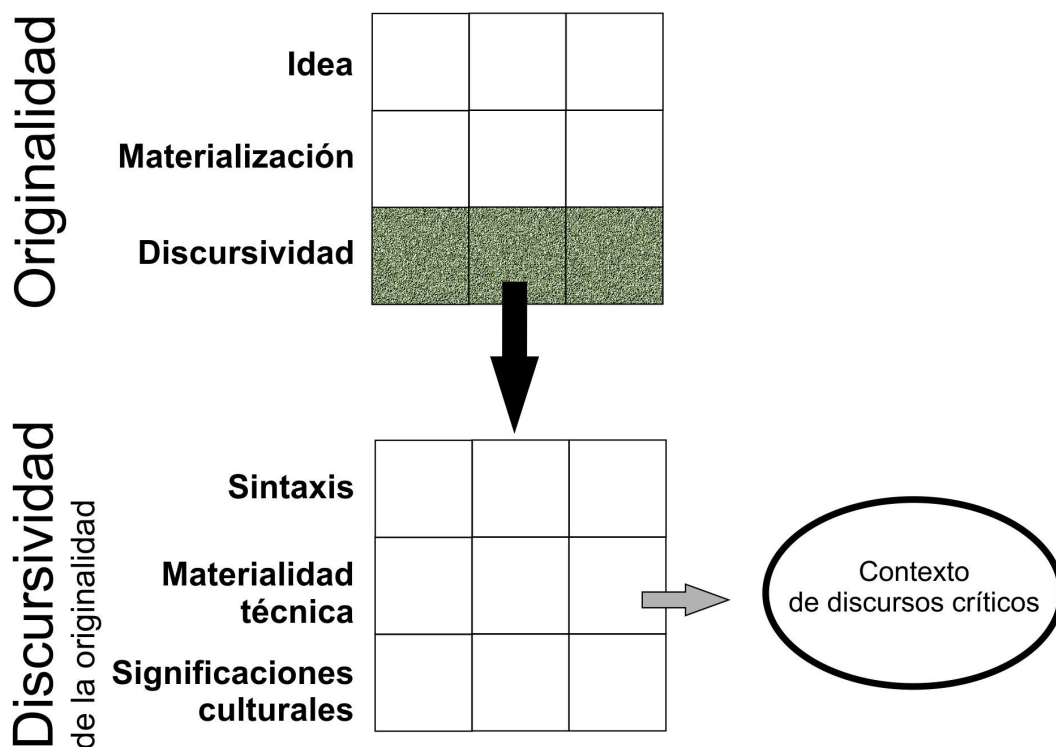 Originalidad
Idea
Materialización
Discursividad
Discursividad
de la originalidad
Sintaxis
Materialidad
técnica
Significaciones
culturales
Contexto
de discursos críticos